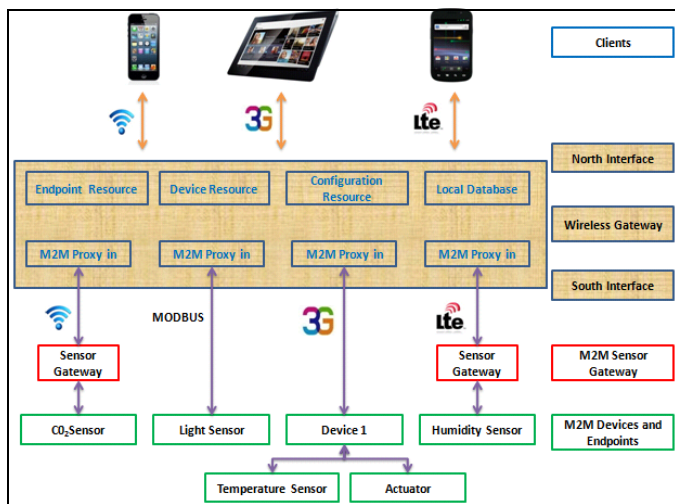 Clients
3G
Lte
North Interface
Endpoint Resource
Device Resource
Configuration
Resource
Local Database
Wireless Gateway
M2M Proxy in
M2M Proxy in
M2M Proxy in
M2M Proxy in
South Interface
MODBUS
3G
Lte
Sensor
Gateway
Sensor
Gateway
M2M Sensor
Gateway
C0₂Sensor
Light Sensor
Device 1
Humidity Sensor
M2M Devices and
Endpoints
Temperature Sensor
Actuator